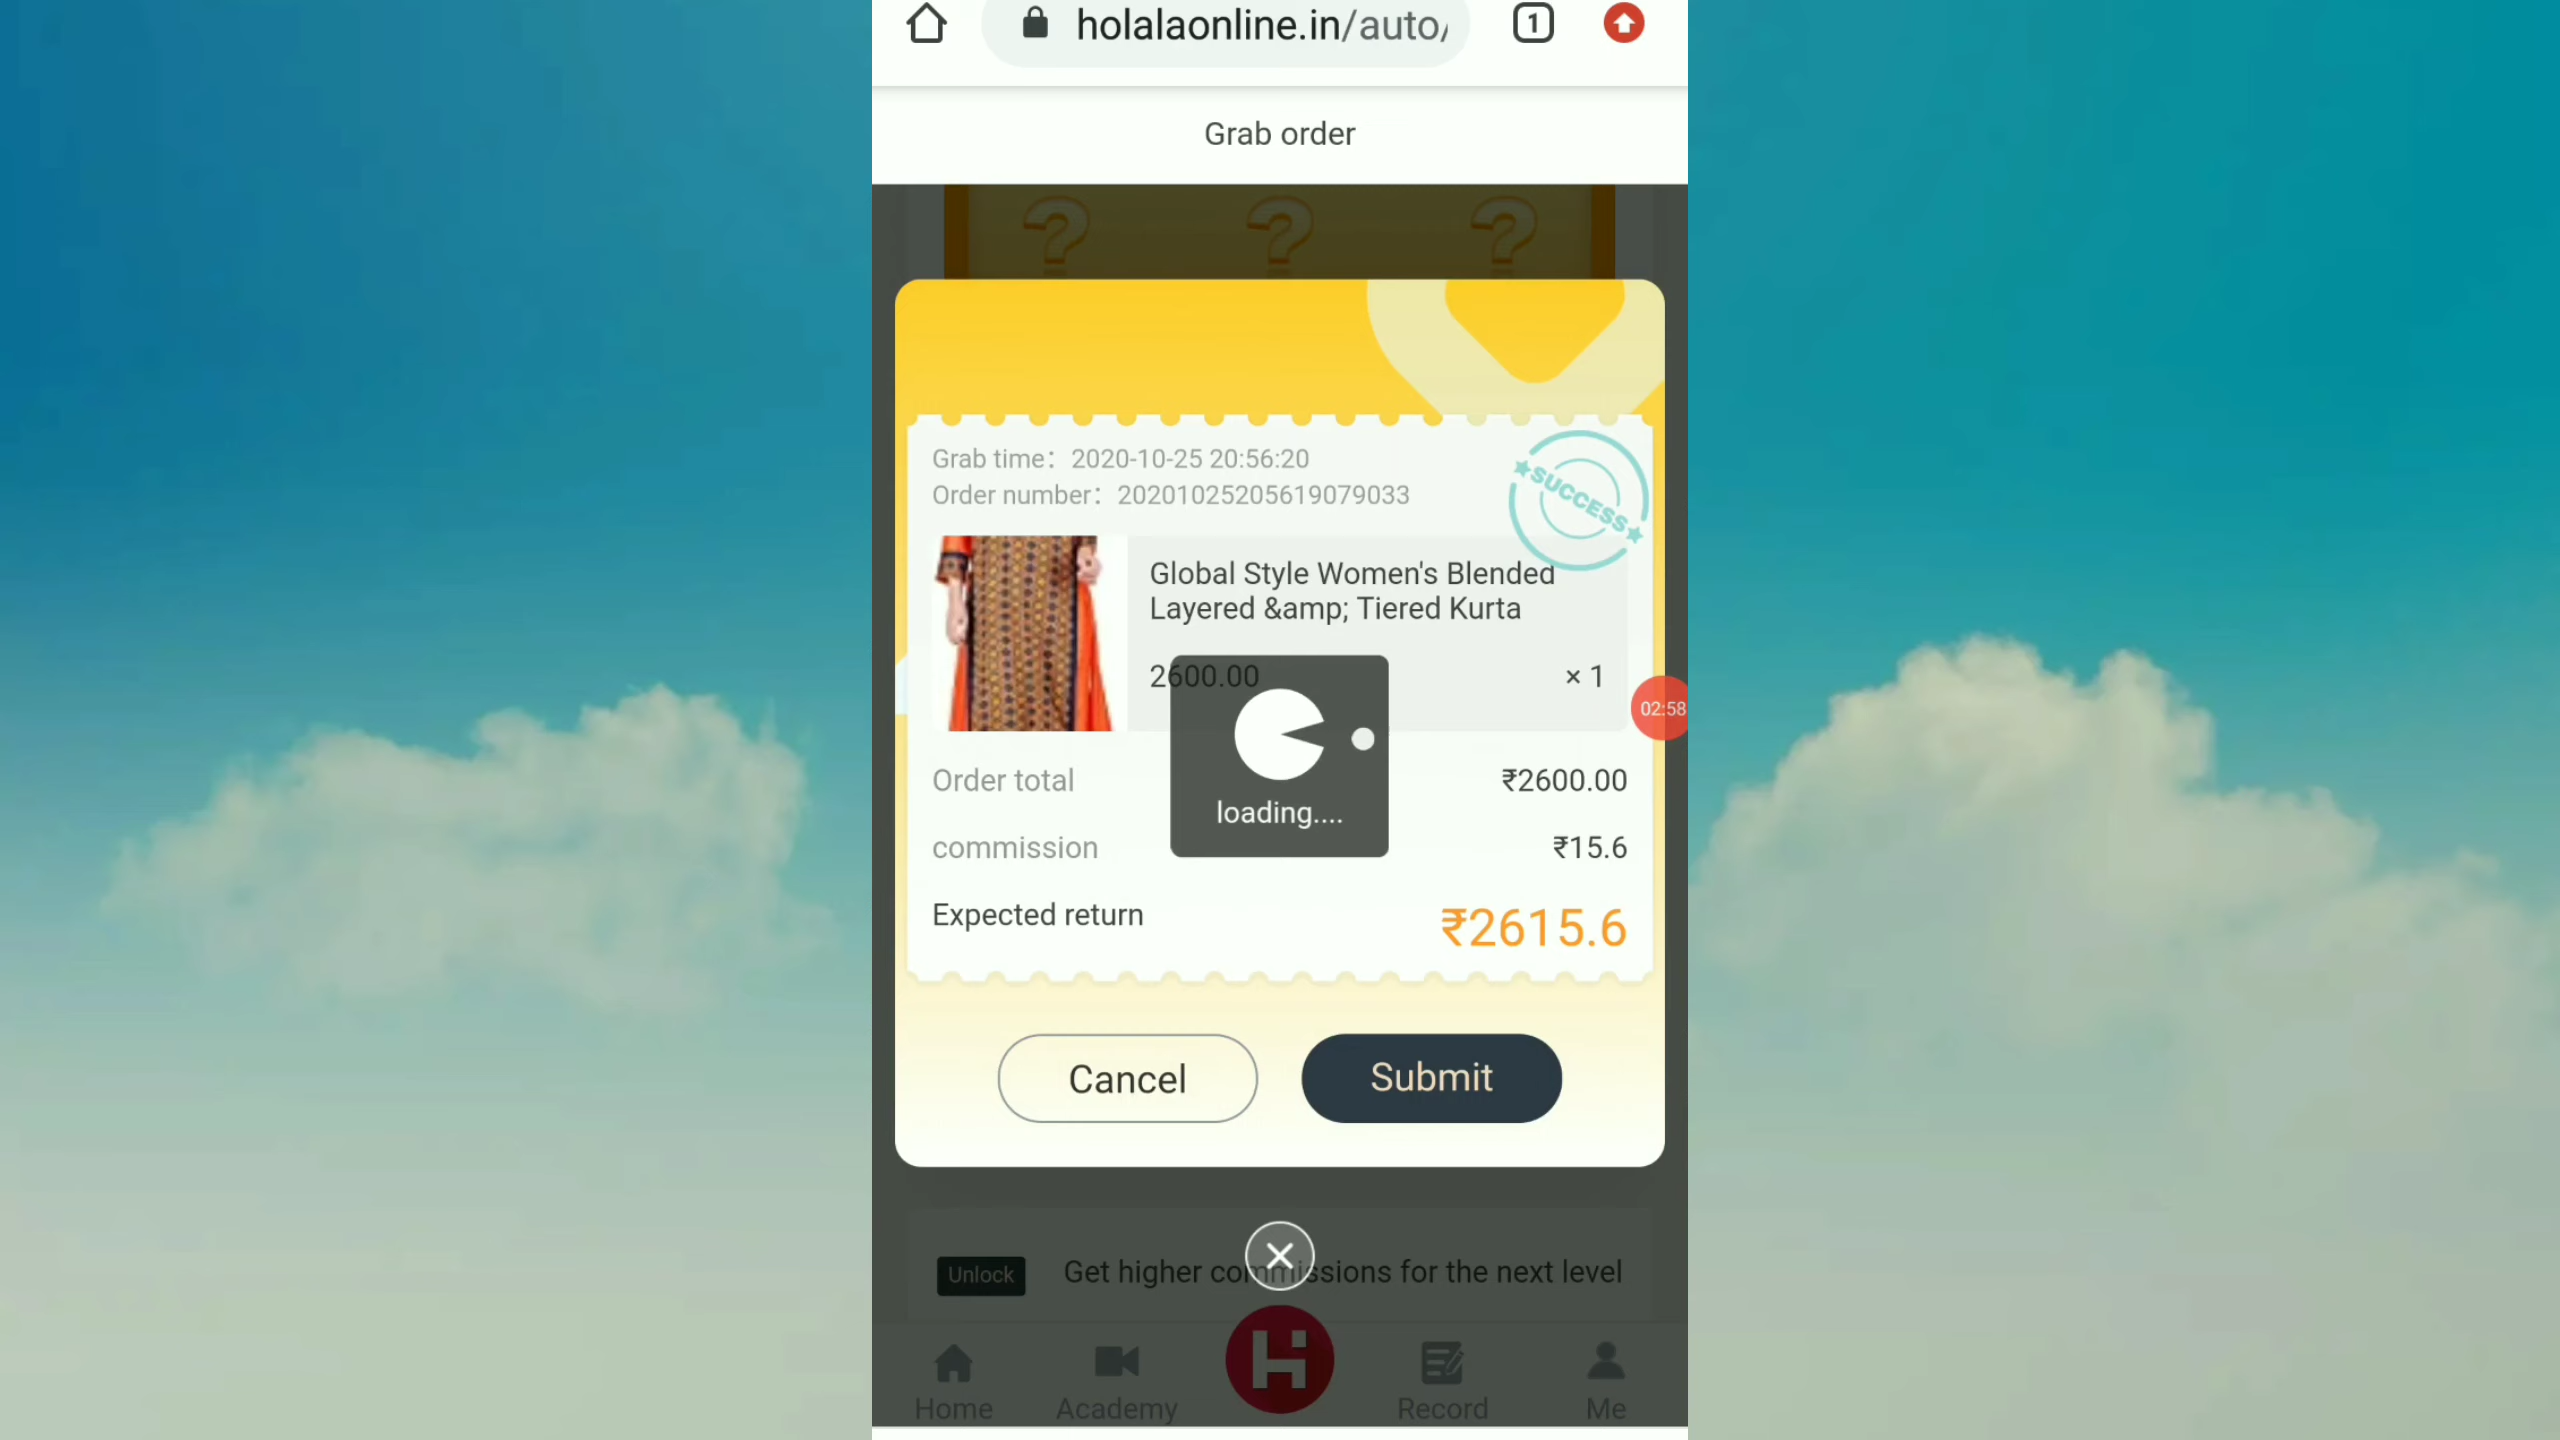 holalaonline.in/auto/
1
Grab order
? ? ?
Grab time： 2020-10-25 20:56:20
Order number： 20201025205619079033
★SUCCESS★
Global Style Women's Blended
Layered &amp; Tiered Kurta
2600.00 × 1
02:58
loading....
Order total ₹2600.00
commission ₹15.6
Expected return ₹2615.6
Cancel Submit
Unlock Get higher commissions for the next level
H
Home Academy Record Me